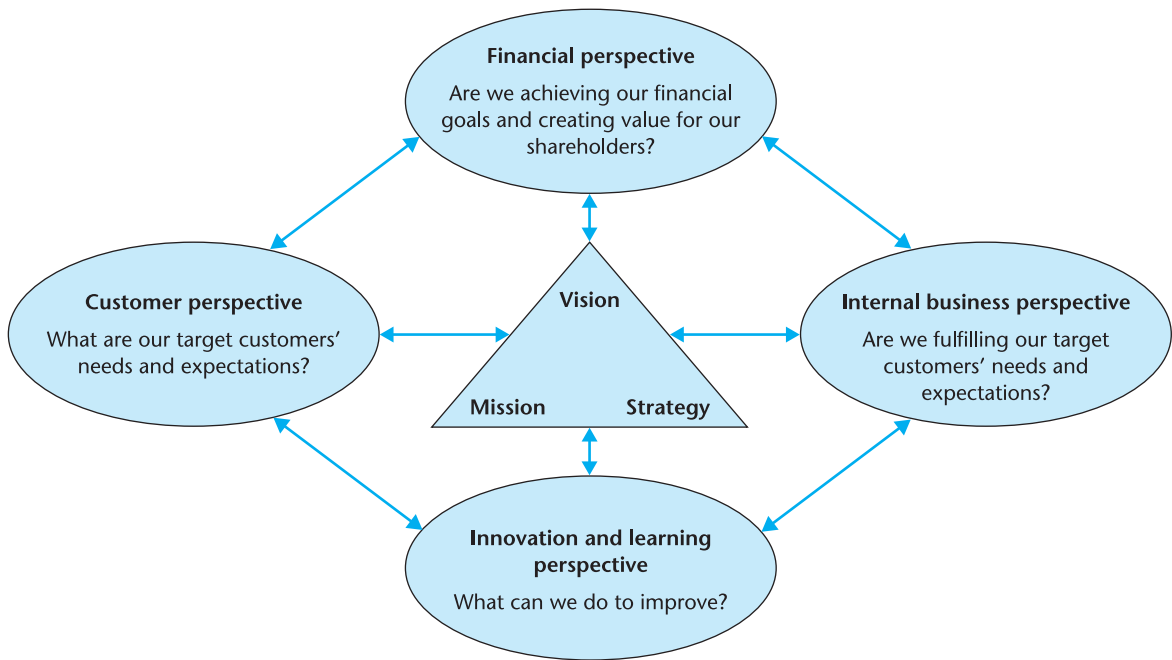 Financial perspective
Are we achieving our financial
goals and creating value for our
shareholders?
Customer perspective
What are our target customers’
needs and expectations?
Vision
Mission
Strategy
Internal business perspective
Are we fulfilling our target
customers’ needs and
expectations?
Innovation and learning
perspective
What can we do to improve?